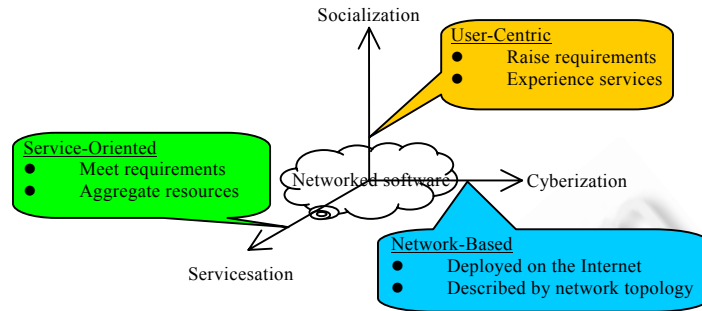 Socialization
User-Centric
● Raise requirements
● Experience services
Service-Oriented
● Meet requirements
● Aggregate resources
Networked software
Cyberization
Network-Based
● Deployed on the Internet
● Described by network topology
Servicesation